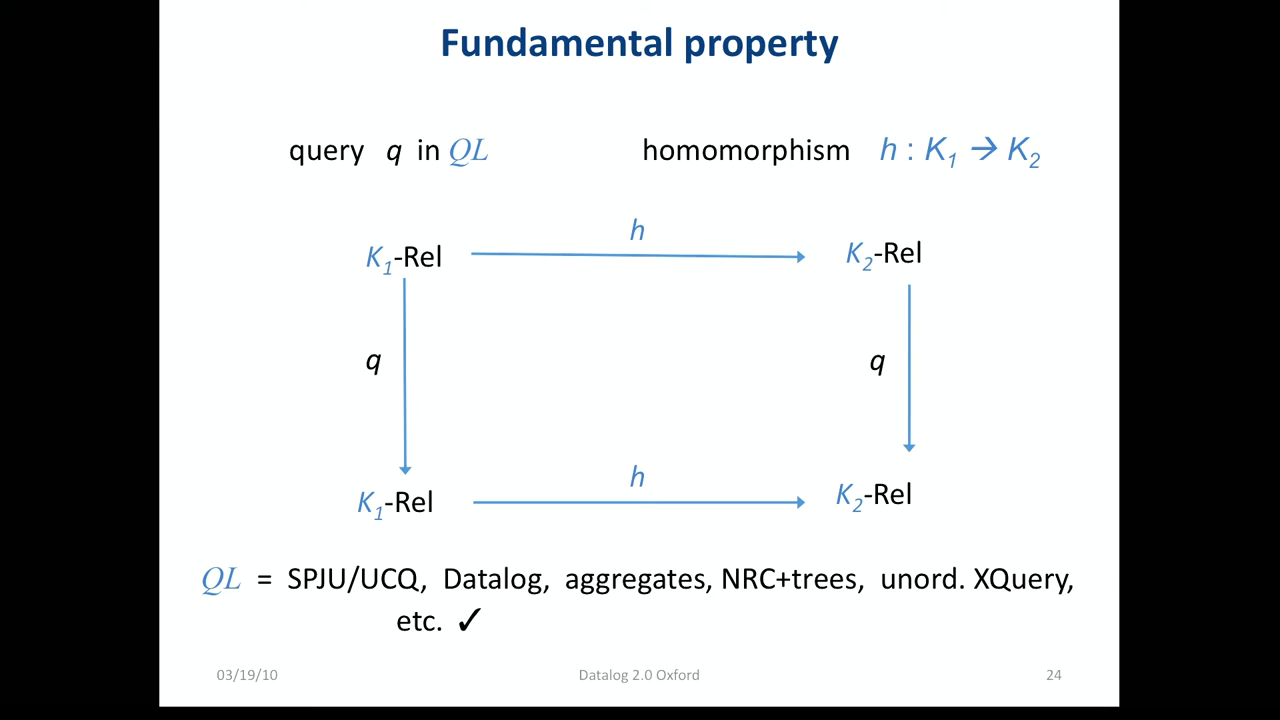 Fundamental property
query q in QL homomorphism h : K1 → K2
h
K1-Rel K2-Rel
q q
h
K1-Rel K2-Rel
QL = SPJU/UCQ, Datalog, aggregates, NRC+trees, unord. XQuery,
etc. ✓
03/19/10 Datalog 2.0 Oxford 24